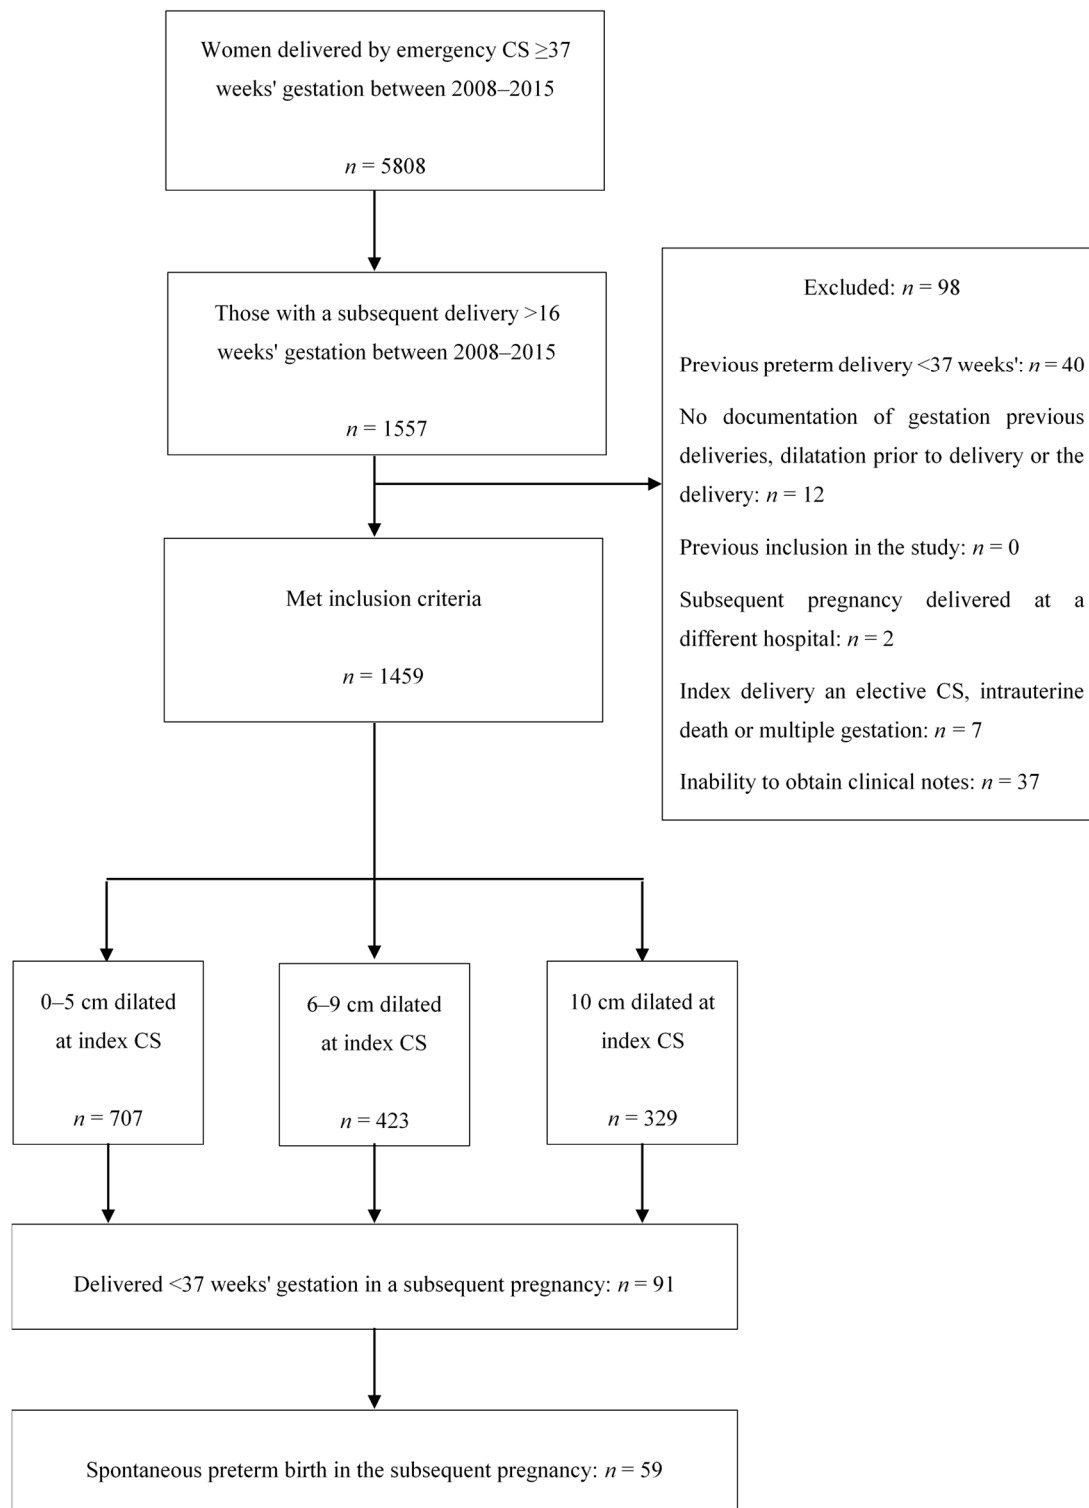 Women delivered by emergency CS ≥37
weeks' gestation between 2008–2015
n = 5808
Those with a subsequent delivery >16
weeks' gestation between 2008–2015
n = 1557
Excluded: n = 98
Previous preterm delivery <37 weeks': n = 40
No documentation of gestation previous
deliveries, dilatation prior to delivery or the
delivery: n = 12
Previous inclusion in the study: n = 0
Subsequent pregnancy delivered at a
different hospital: n = 2
Index delivery an elective CS, intrauterine
death or multiple gestation: n = 7
Inability to obtain clinical notes: n = 37
Met inclusion criteria
n = 1459
0–5 cm dilated
at index CS
n = 707
6–9 cm dilated
at index CS
n = 423
10 cm dilated at
index CS
n = 329
Delivered <37 weeks' gestation in a subsequent pregnancy: n = 91
Spontaneous preterm birth in the subsequent pregnancy: n = 59